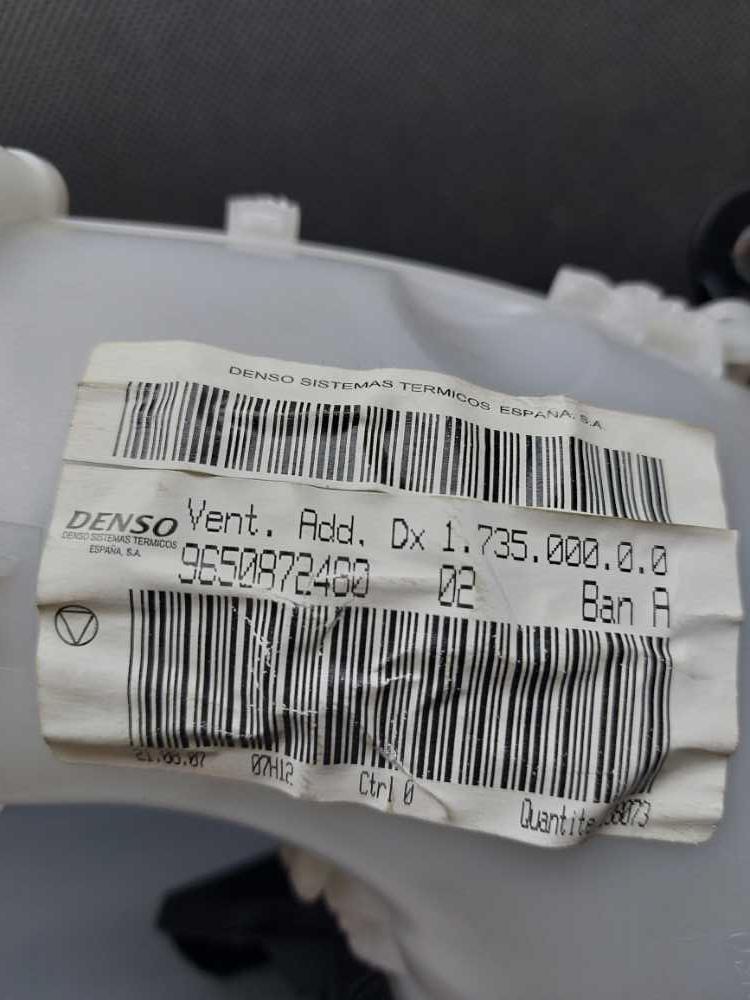 DENSO SISTEMAS TERMICOS ESPAÑA, S.A.
DENSO
DENSO SISTEMAS TERMICOS
ESPAÑA, S.A.
Vent. Add. Dx 1.735.000.0.0
9650872480 02 Ban A
07H12 Ctrl 0 Quantite